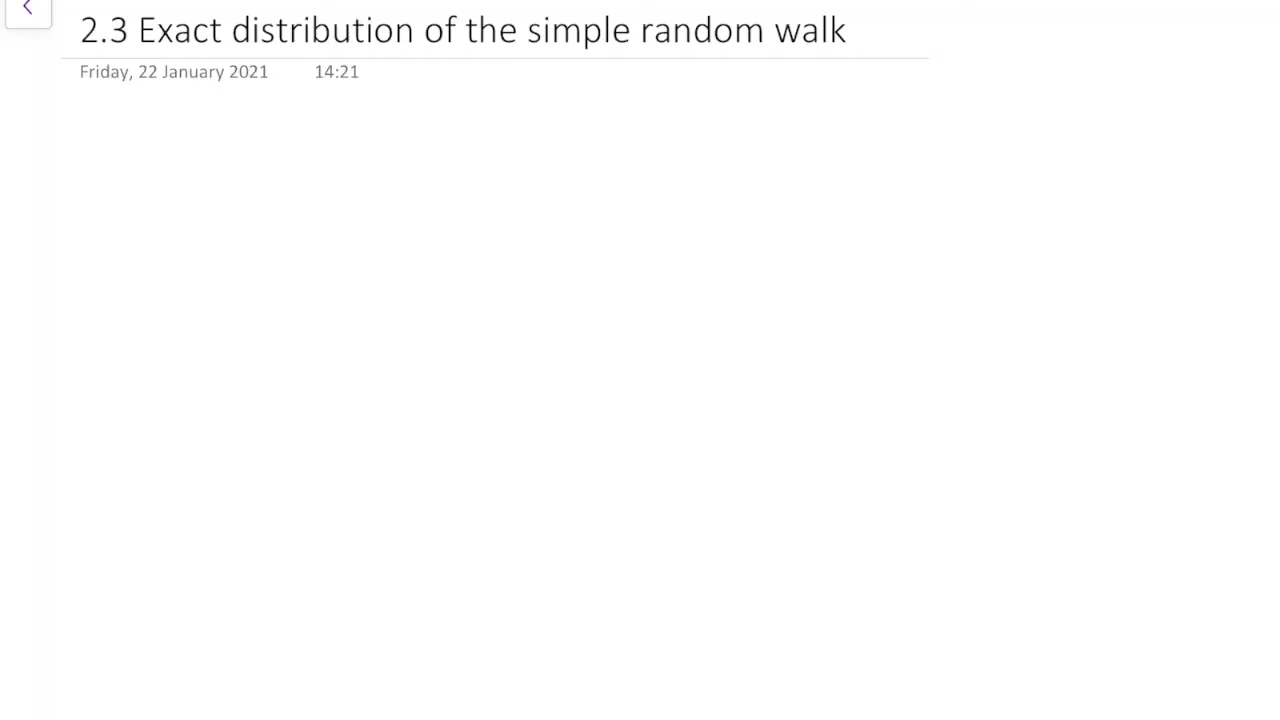 2.3 Exact distribution of the simple random walk
Friday, 22 January 2021 14:21